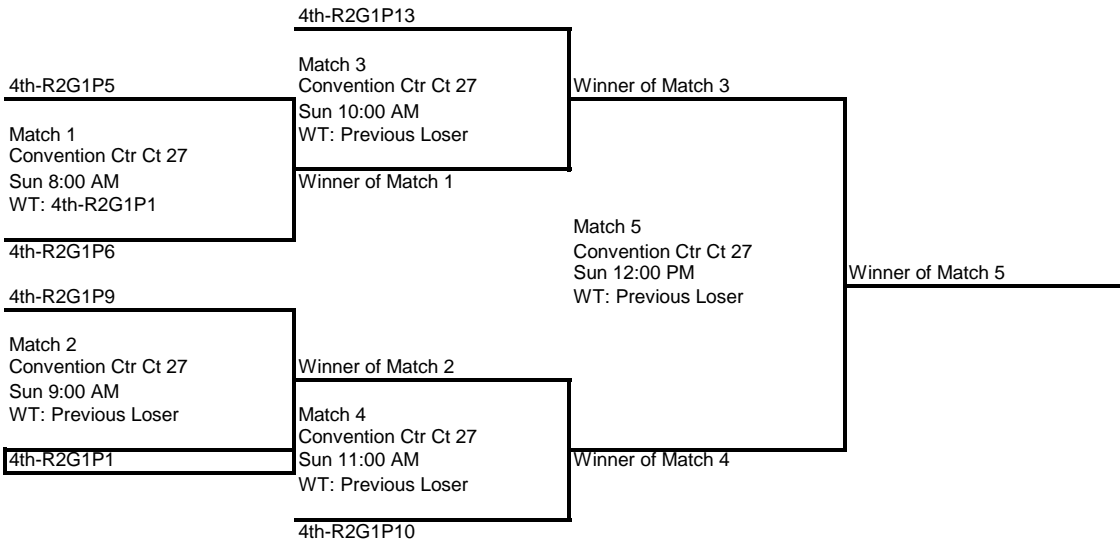 4th-R2G1P13
Match 3
Convention Ctr Ct 27
Sun 10:00 AM
WT: Previous Loser
4th-R2G1P5
Match 1
Convention Ctr Ct 27
Sun 8:00 AM
WT: 4th-R2G1P1
4th-R2G1P6
Winner of Match 1
Winner of Match 3
4th-R2G1P9
Match 2
Convention Ctr Ct 27
Sun 9:00 AM
WT: Previous Loser
4th-R2G1P1
Winner of Match 2
Match 4
Convention Ctr Ct 27
Sun 11:00 AM
WT: Previous Loser
4th-R2G1P10
Match 5
Convention Ctr Ct 27
Sun 12:00 PM
WT: Previous Loser
Winner of Match 4
Winner of Match 5